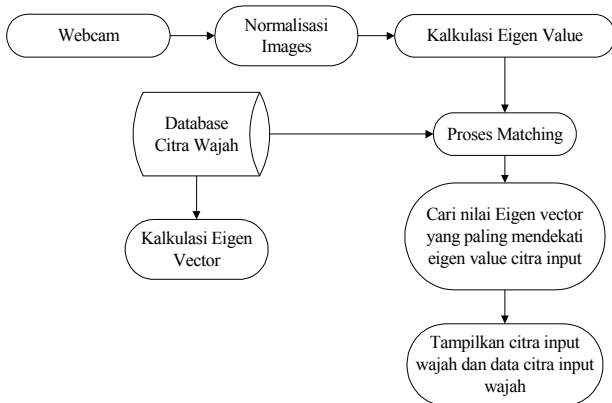 Webcam
Normalisasi
Images
Kalkulasi Eigen Value
Database
Citra Wajah
Proses Matching
Kalkulasi Eigen
Vector
Cari nilai Eigen vector
yang paling mendekati
eigen value citra input
Tampilkan citra input
wajah dan data citra input
wajah